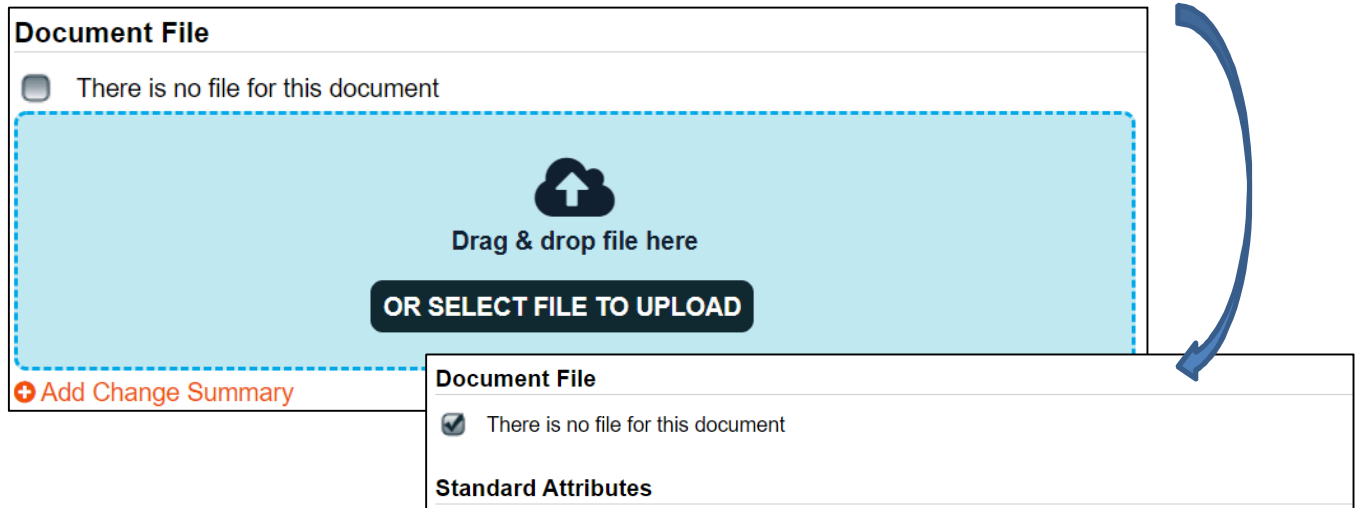 Document File
There is no file for this document
Drag & drop file here
OR SELECT FILE TO UPLOAD
Add Change Summary
Document File
There is no file for this document
Standard Attributes